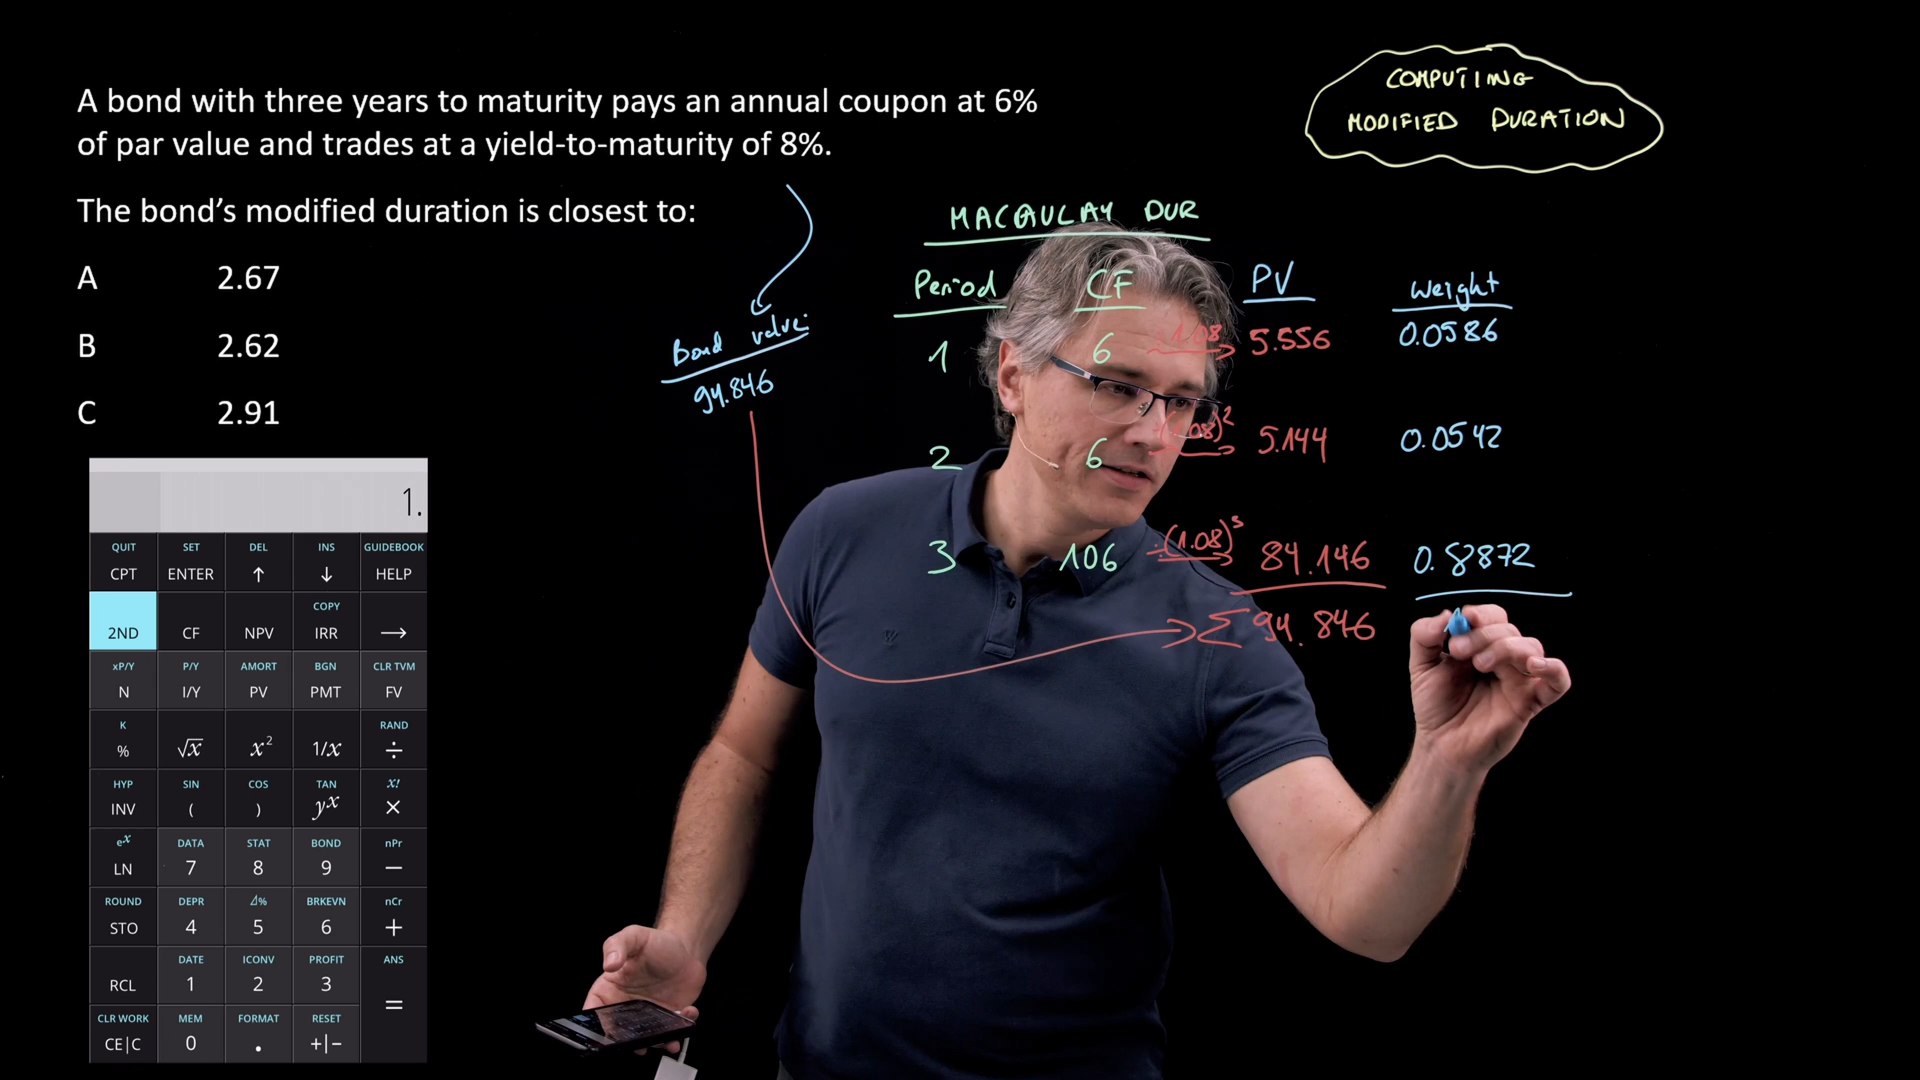 A bond with three years to maturity pays an annual coupon at 6%
of par value and trades at a yield-to-maturity of 8%.
The bond's modified duration is closest to:
A 2.67
B 2.62
C 2.91
COMPUTING
MODIFIED DURATION
Bond value:
94.846
MACAULAY DUR
Period CF PV Weight
1 6 ÷1.08 5.556 0.0586
2 6 ÷(1.08)² 5.144 0.0542
3 106 ÷(1.08)³ 84.146 0.8872
Σ 94.846
1.
QUIT SET DEL INS GUIDEBOOK
CPT ENTER ↑ ↓ HELP
COPY
2ND CF NPV IRR →
xP/Y P/Y AMORT BGN CLR TVM
N I/Y PV PMT FV
K RAND
% √x x² 1/x ÷
HYP SIN COS TAN x!
INV ( ) yˣ ×
eˣ DATA STAT BOND nPr
LN 7 8 9 −
ROUND DEPR Δ% BRKEVN nCr
STO 4 5 6 +
DATE ICONV PROFIT ANS
RCL 1 2 3 =
CLR WORK MEM FORMAT RESET
CE|C 0 . +|−